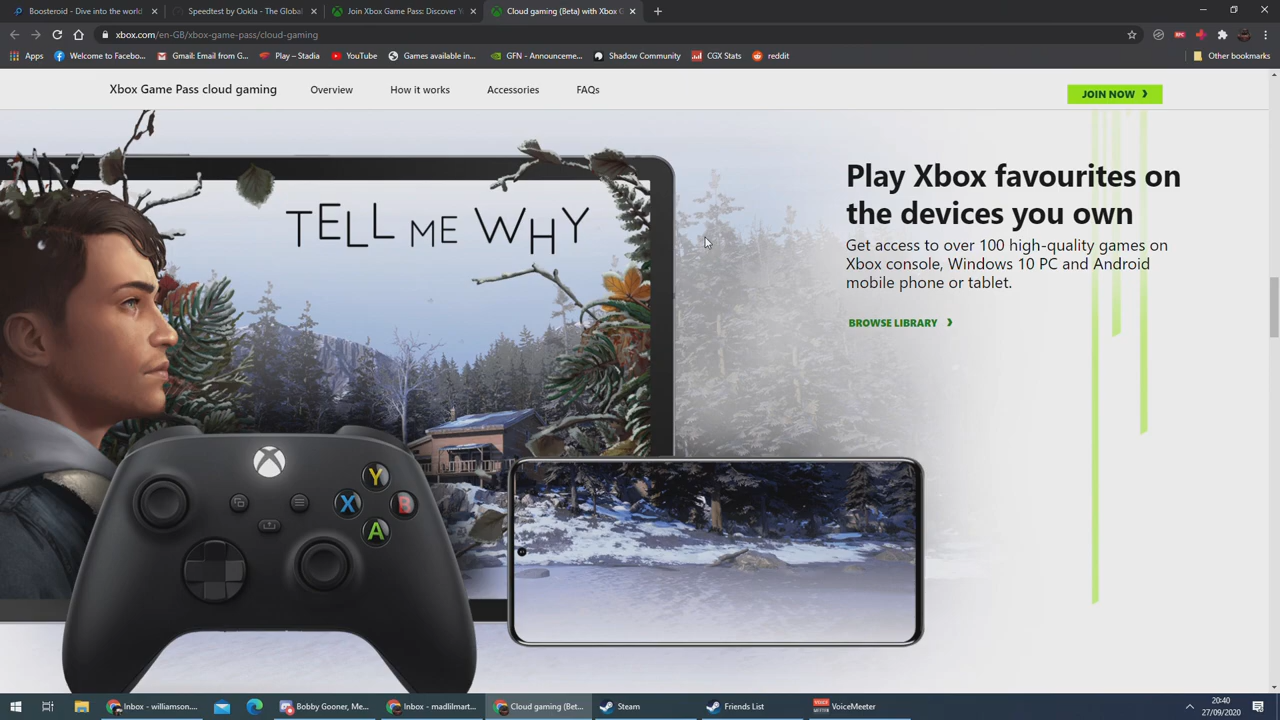 Boosteroid - Dive into the world
Speedtest by Ookla - The Global
Join Xbox Game Pass: Discover Y
Cloud gaming (Beta) with Xbox G
xbox.com/en-GB/xbox-game-pass/cloud-gaming
Apps
Welcome to Faceboo...
Gmail: Email from G...
Play – Stadia
YouTube
Games available in...
GFN - Announceme...
Shadow Community
CGX Stats
reddit
Other bookmarks
Xbox Game Pass cloud gaming
Overview
How it works
Accessories
FAQs
JOIN NOW
TELL ME WHY
Play Xbox favourites on
the devices you own
Get access to over 100 high-quality games on
Xbox console, Windows 10 PC and Android
mobile phone or tablet.
BROWSE LIBRARY
Y
X
B
A
Inbox - williamson....
Bobby Gooner, Me...
Inbox - madlilmart...
Cloud gaming (Bet...
Steam
Friends List
VoiceMeeter
20:40
27/09/2020